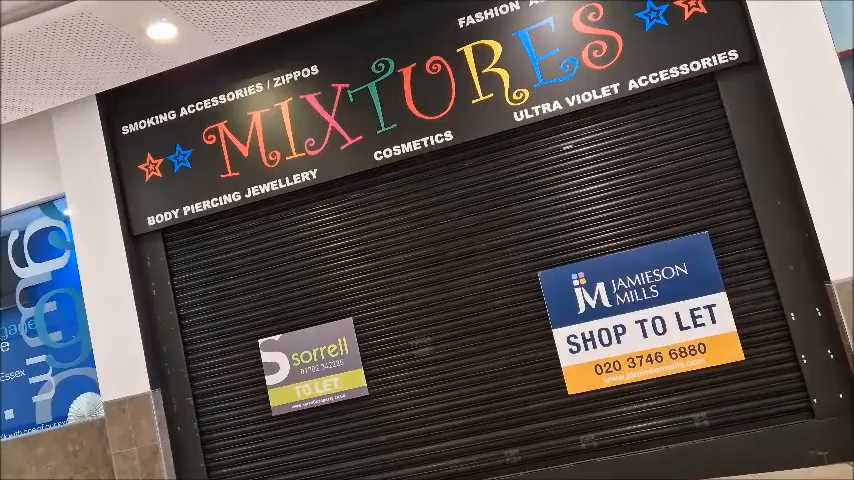 FASHION
SMOKING ACCESSORIES / ZIPPOS
MIXTURES
BODY PIERCING JEWELLERY
COSMETICS
ULTRA VIOLET ACCESSORIES
JAMIESON
MILLS
SHOP TO LET
020 3746 6880
S sorrell
TO LET
Essex